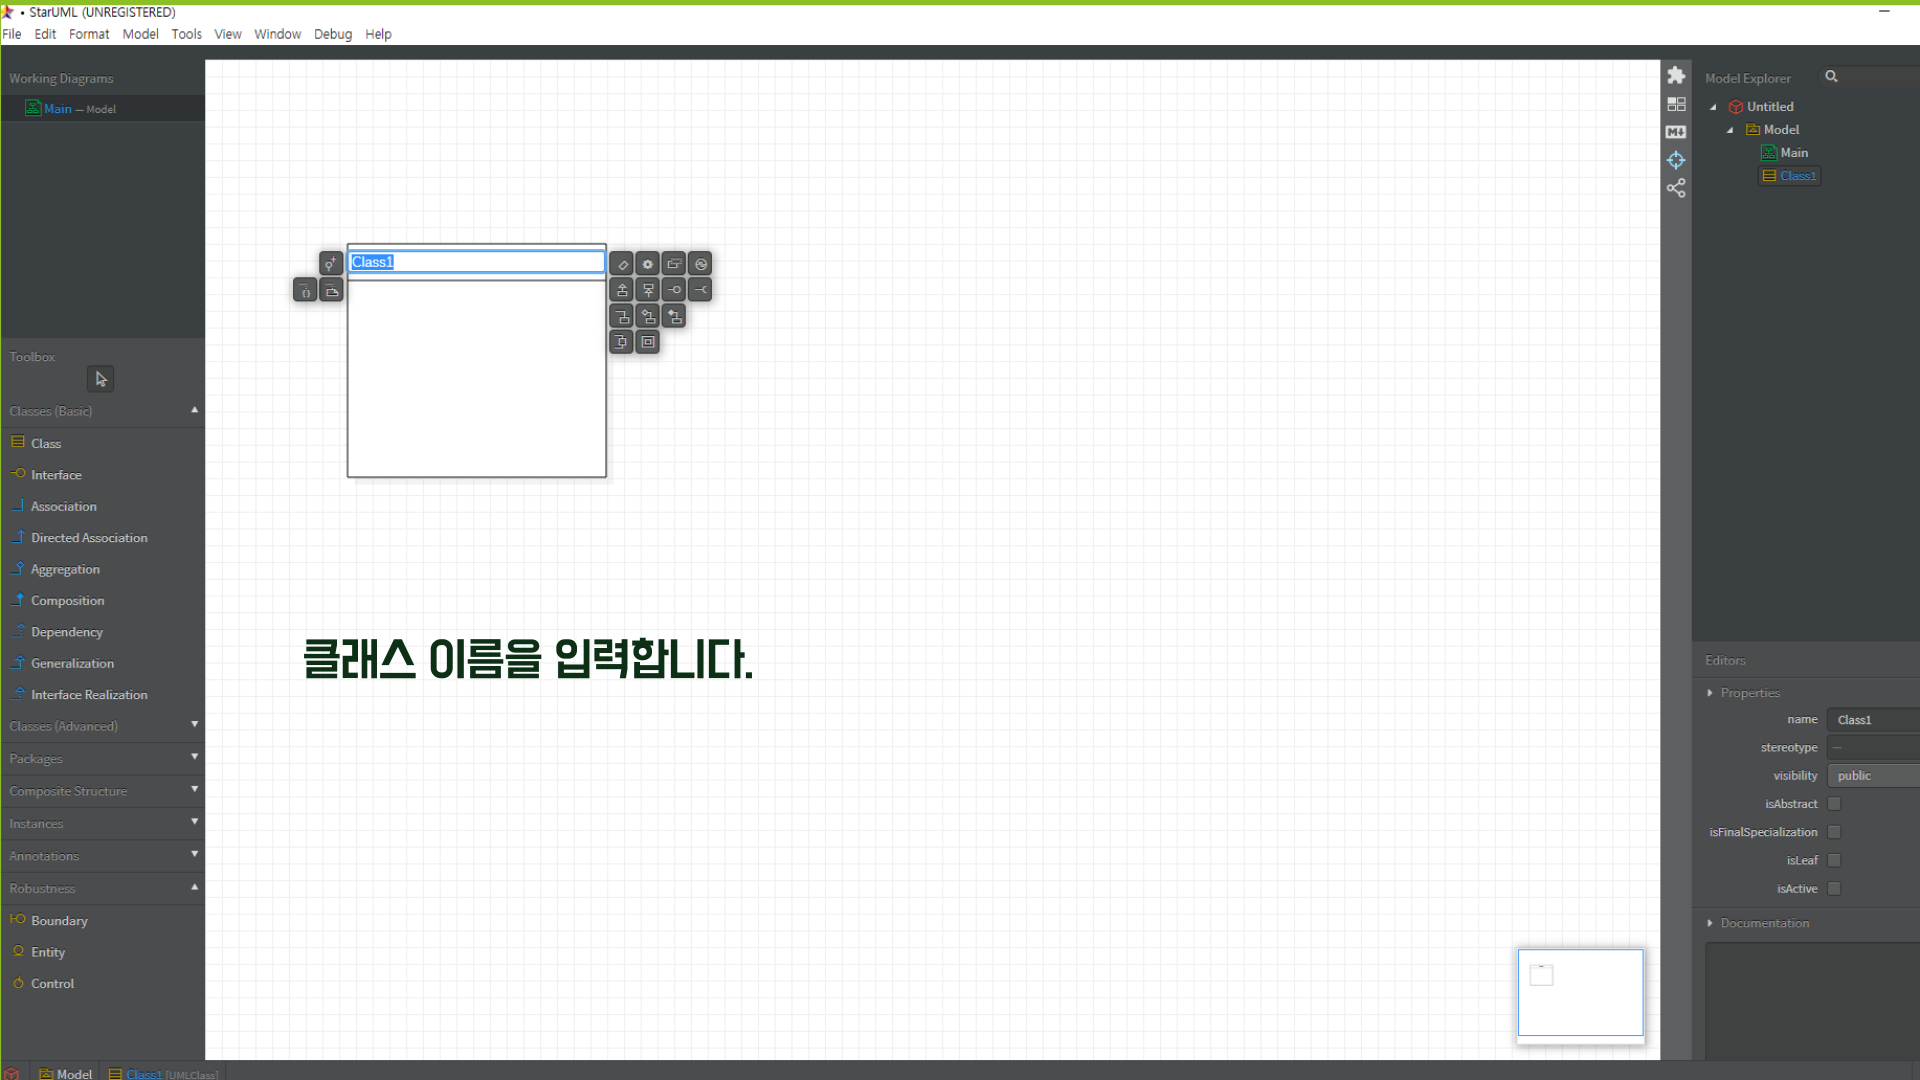 • StarUML (UNREGISTERED)
File Edit Format Model Tools View Window Debug Help
Working Diagrams
Main — Model
Toolbox
Classes (Basic)
Class
Interface
Association
Directed Association
Aggregation
Composition
Dependency
Generalization
Interface Realization
Classes (Advanced)
Packages
Composite Structure
Instances
Annotations
Robustness
Boundary
Entity
Control
Class1
클래스 이름을 입력합니다.
M↓
Model Explorer
Untitled
Model
Main
Class1
Editors
Properties
name Class1
stereotype —
visibility public
isAbstract
isFinalSpecialization
isLeaf
isActive
Documentation
Model Class1 [UMLClass]